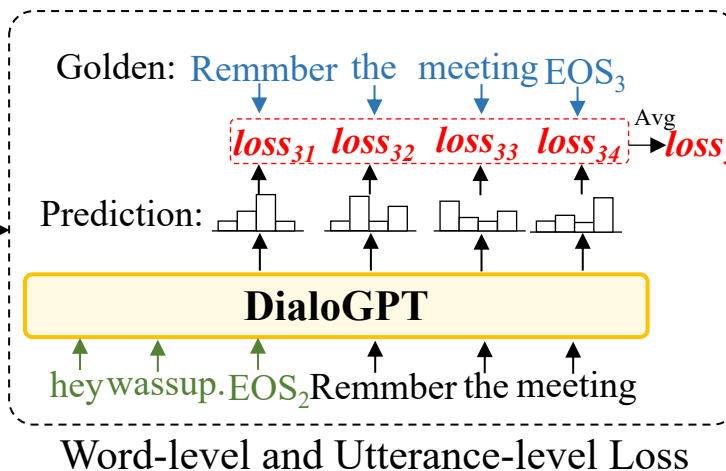 Golden: Remmber the meeting EOS3
Avg
loss31 loss32 loss33 loss34 loss
Prediction:
DialoGPT
hey wassup. EOS2 Remmber the meeting
Word-level and Utterance-level Loss